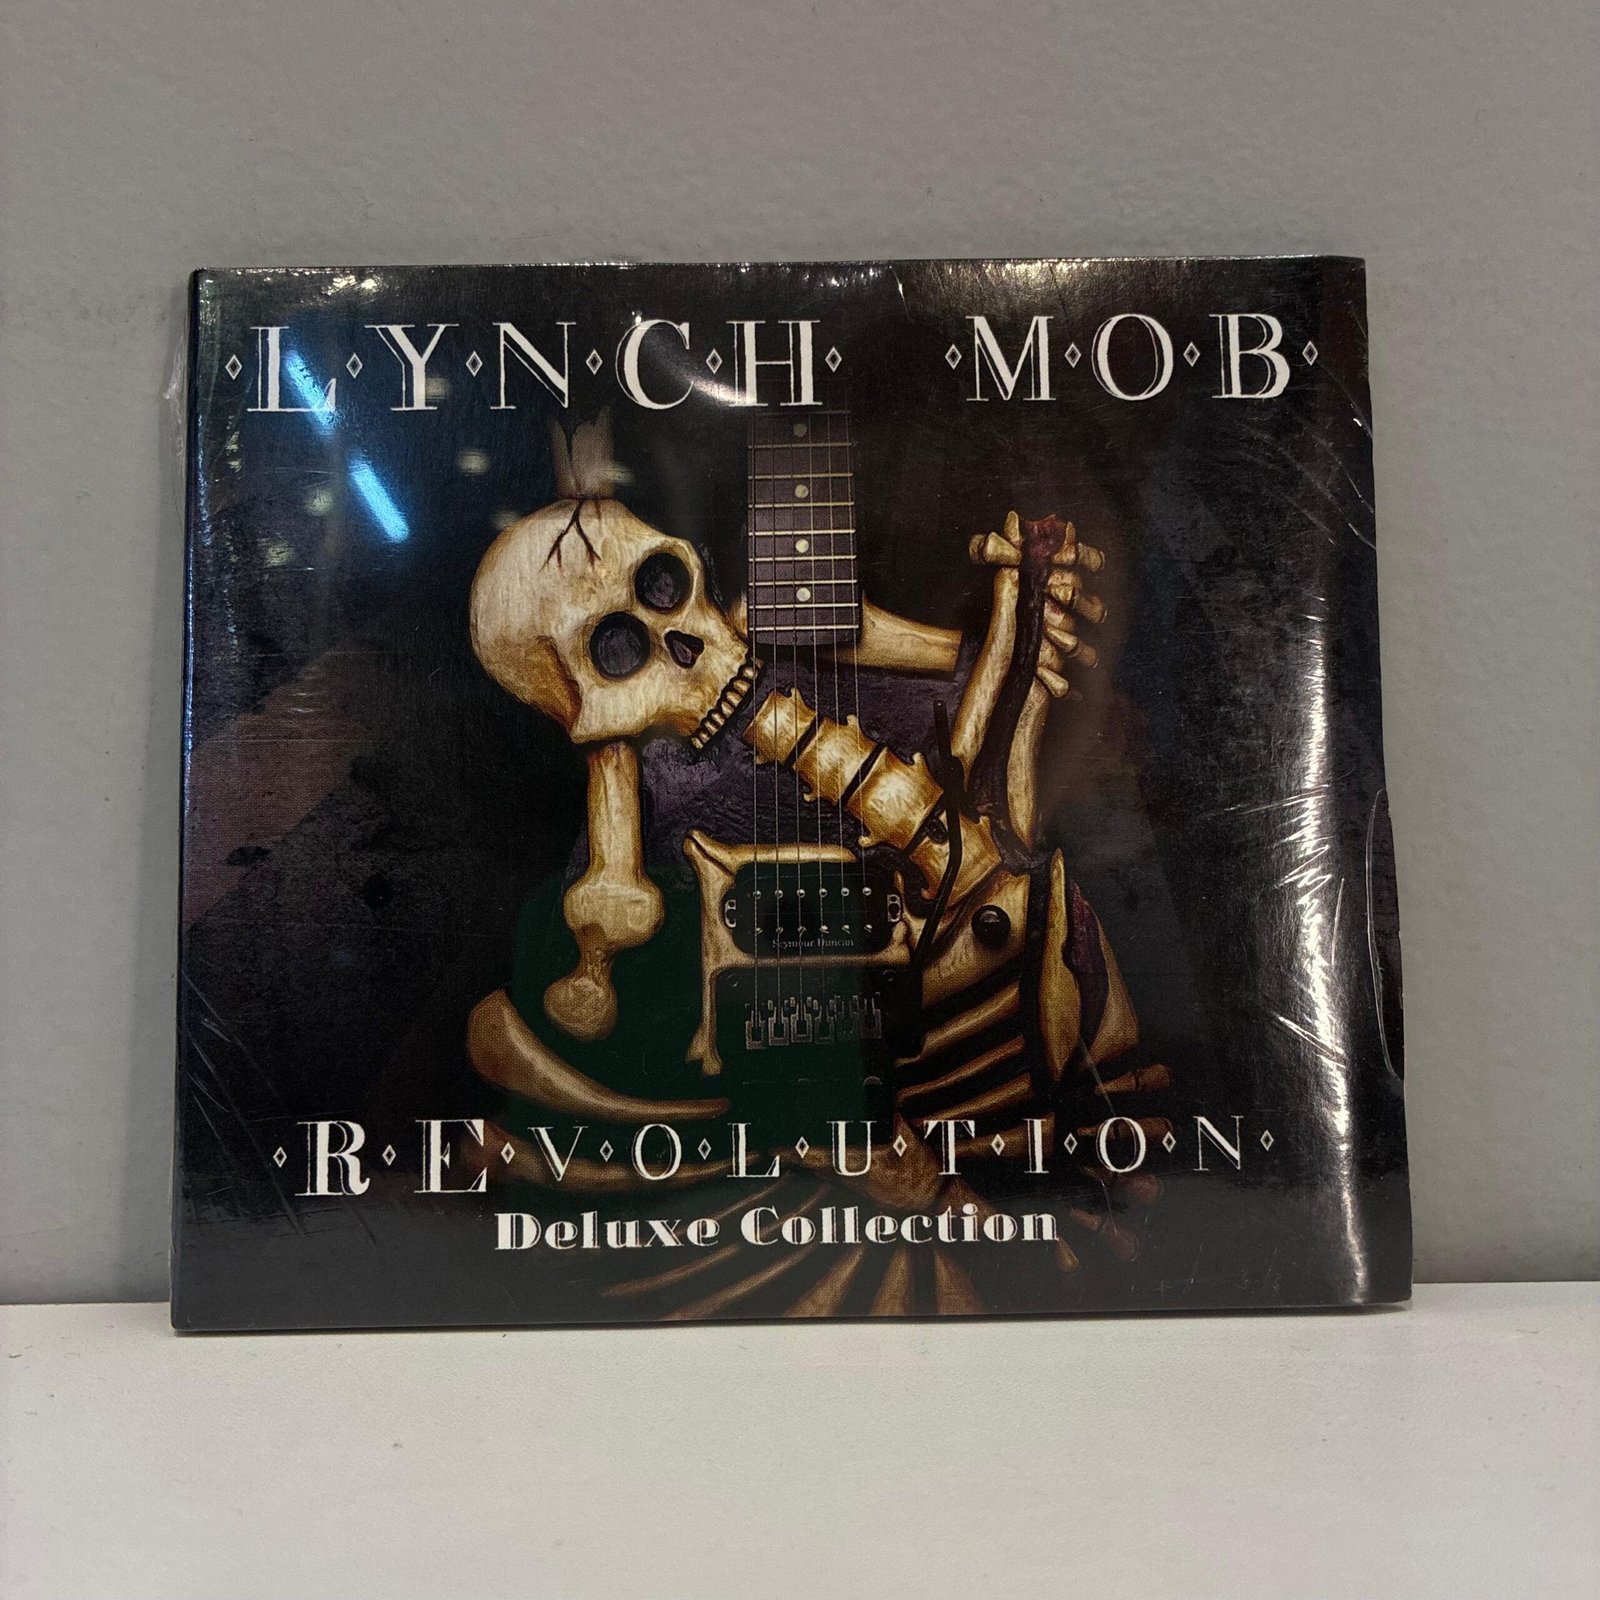 LYNCH MOB
Seymour Duncan
REVOLUTION
Deluxe Collection